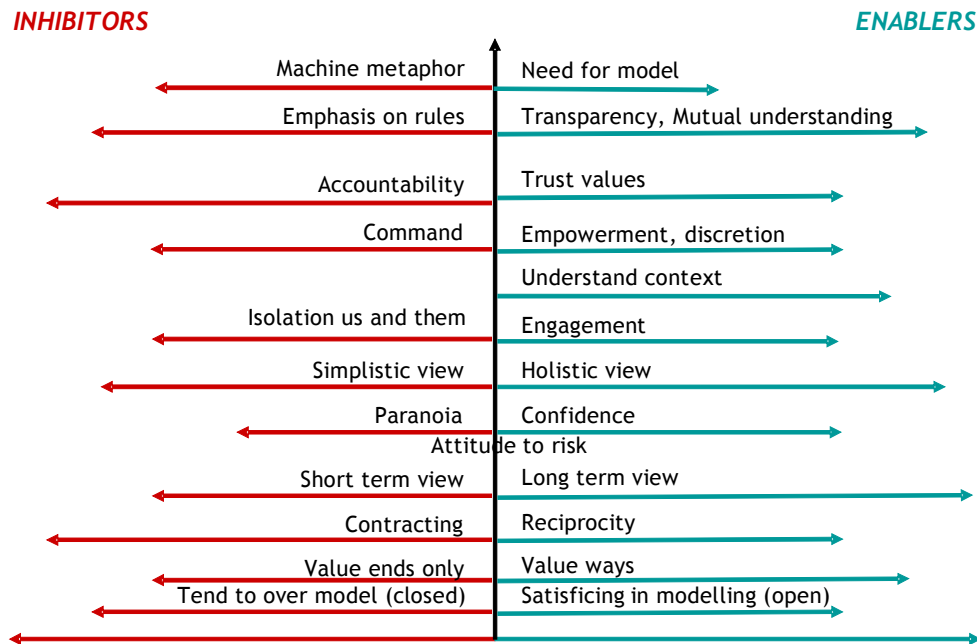 INHIBITORS ENABLERS
Machine metaphor Need for model
Emphasis on rules Transparency, Mutual understanding
Accountability Trust values
Command Empowerment, discretion
Understand context
Isolation us and them Engagement
Simplistic view Holistic view
Paranoia Confidence
Attitude to risk
Short term view Long term view
Contracting Reciprocity
Value ends only Value ways
Tend to over model (closed) Satisficing in modelling (open)